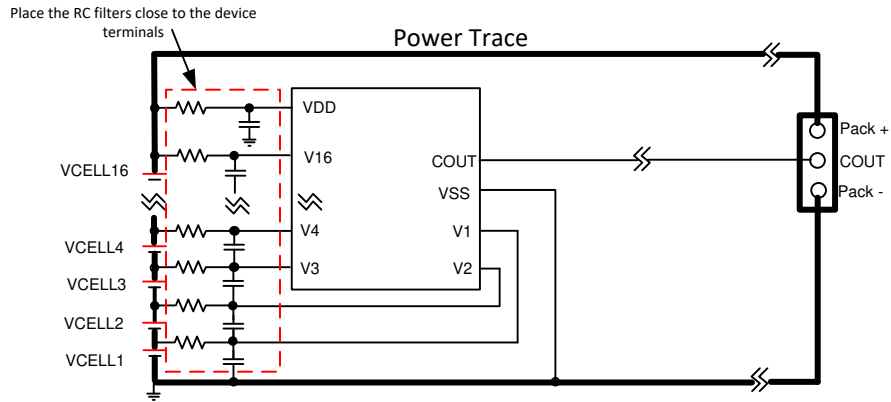 Place the RC filters close to the device
terminals
Power Trace
VDD
V16
VCELL16
COUT
VSS
V4
V1
VCELL4
V3
V2
VCELL3
VCELL2
VCELL1
Pack +
COUT
Pack -